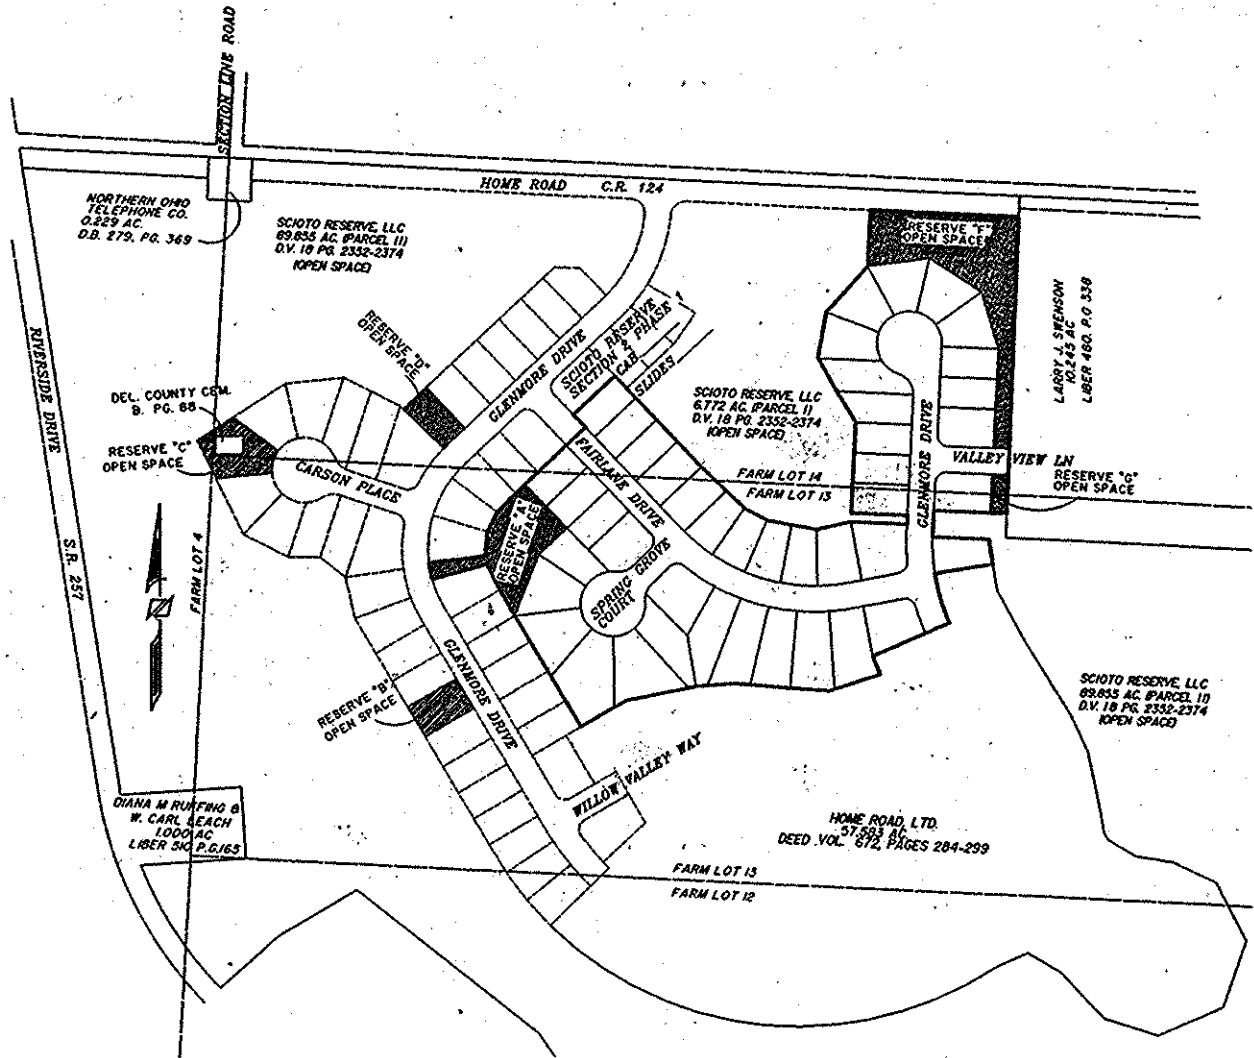 SECTION LINE ROAD
HOME ROAD C.R. 124
NORTHERN OHIO
TELEPHONE CO.
0.229 AC.
D.B. 279, PG. 369
SCIOTO RESERVE, LLC
89.855 AC. (PARCEL 11)
D.V. 18 PG. 2352-2374
(OPEN SPACE)
RESERVE "F"
OPEN SPACE
LARRY J. SWENSON
10.245 AC
LIBER 460, P.G 338
RIVERSIDE DRIVE
S.R. 257
RESERVE "D"
OPEN SPACE
GLENMORE DRIVE
SCIOTO RESERVE
SECTION 2, PHASE 1
CAB
SLIDES
DEL. COUNTY CEM.
B. PG. 68
RESERVE "C"
OPEN SPACE
CARSON PLACE
SCIOTO RESERVE, LLC
6.772 AC. (PARCEL 1)
D.V. 18 PG. 2352-2374
(OPEN SPACE)
FAIRLANE DRIVE
FARM LOT 14
FARM LOT 13
GLENMORE DRIVE
VALLEY VIEW LN
RESERVE "G"
OPEN SPACE
RESERVE "A"
OPEN SPACE
FARM LOT 4
SPRING GROVE
COURT
GLENMORE DRIVE
RESERVE "B"
OPEN SPACE
SCIOTO RESERVE, LLC
89.855 AC. (PARCEL 11)
D.V. 18 PG. 2352-2374
(OPEN SPACE)
WILLOW VALLEY WAY
DIANA M RUFFING &
W. CARL LEACH
1.000 AC
LIBER 510 P.G.165
HOME ROAD, LTD.
57.593 AC.
DEED VOL. 672, PAGES 284-299
FARM LOT 13
FARM LOT 12